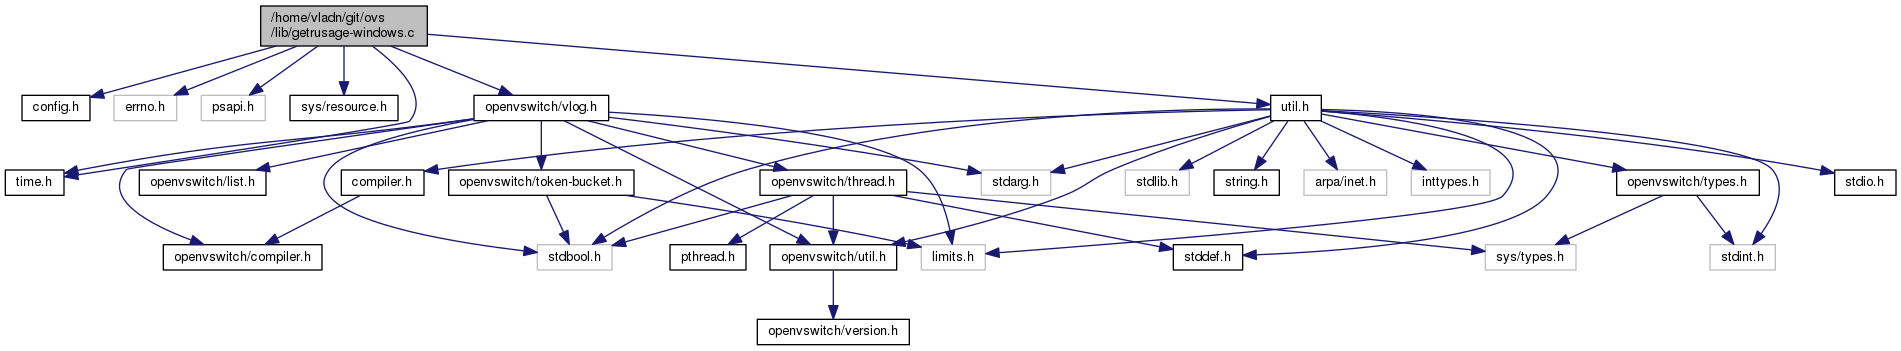 /home/vladn/git/ovs
/lib/getrusage-windows.c
config.h
errno.h
psapi.h
sys/resource.h
openvswitch/vlog.h
util.h
time.h
openvswitch/list.h
compiler.h
openvswitch/token-bucket.h
openvswitch/thread.h
stdarg.h
stdlib.h
string.h
arpa/inet.h
inttypes.h
openvswitch/types.h
stdio.h
openvswitch/compiler.h
stdbool.h
pthread.h
openvswitch/util.h
limits.h
stddef.h
sys/types.h
stdint.h
openvswitch/version.h